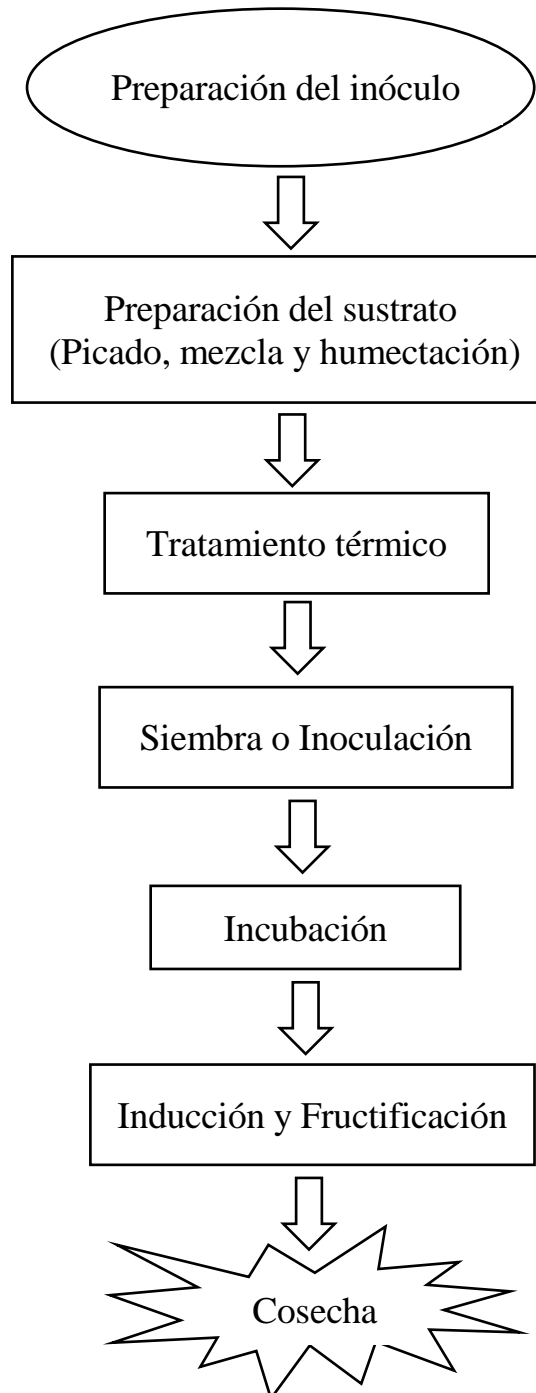 Preparación del inóculo
Preparación del sustrato
(Picado, mezcla y humectación)
Tratamiento térmico
Siembra o Inoculación
Incubación
Inducción y Fructificación
Cosecha